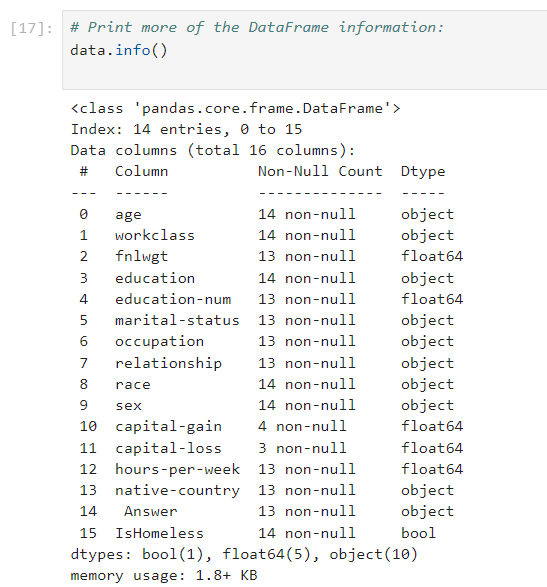 [17]: # Print more of the DataFrame information:
data.info()
<class 'pandas.core.frame.DataFrame'>
Index: 14 entries, 0 to 15
Data columns (total 16 columns):
 #   Column          Non-Null Count  Dtype
---  ------          --------------  -----
 0   age             14 non-null     object
 1   workclass       14 non-null     object
 2   fnlwgt          13 non-null     float64
 3   education       14 non-null     object
 4   education-num   13 non-null     float64
 5   marital-status  13 non-null     object
 6   occupation      13 non-null     object
 7   relationship    13 non-null     object
 8   race            14 non-null     object
 9   sex             14 non-null     object
 10  capital-gain    4 non-null      float64
 11  capital-loss    3 non-null      float64
 12  hours-per-week  13 non-null     float64
 13  native-country  13 non-null     object
 14   Answer         13 non-null     object
 15  IsHomeless      14 non-null     bool
dtypes: bool(1), float64(5), object(10)
memory usage: 1.8+ KB